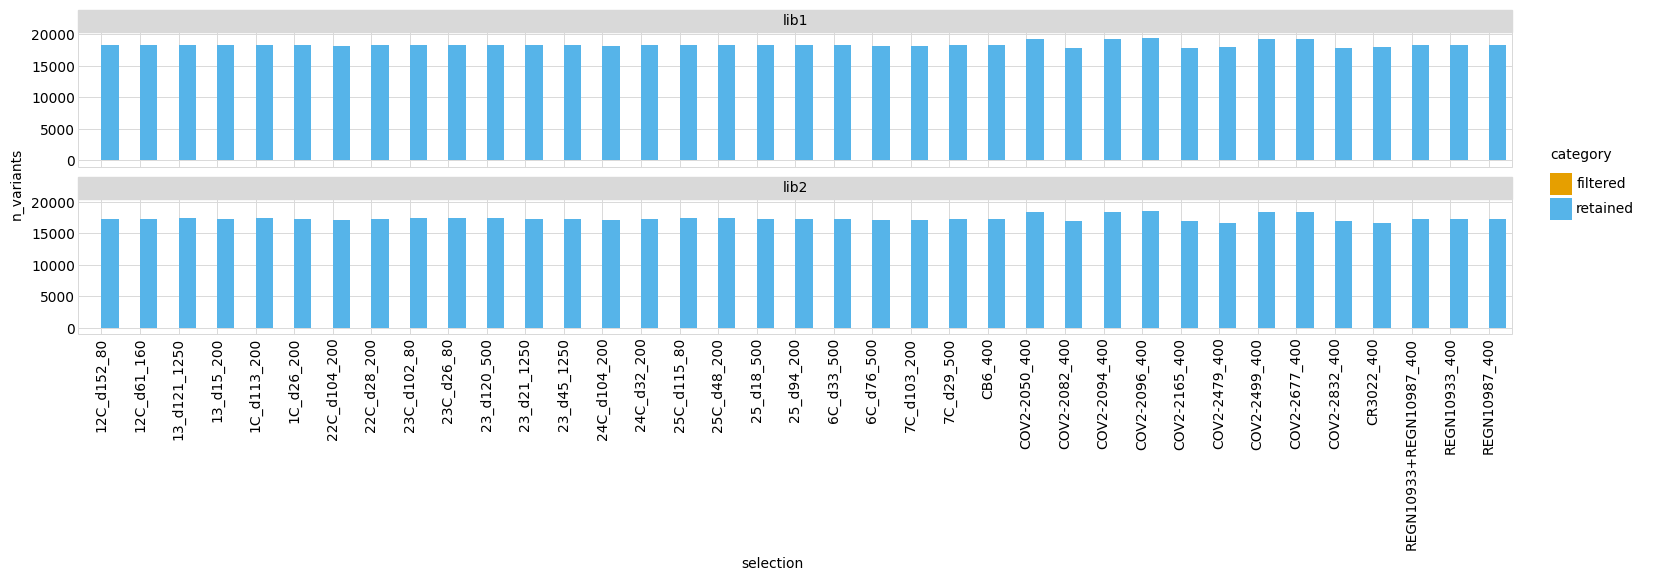 lib1
20000
15000
10000
5000
0
lib2
20000
15000
10000
5000
0
n_variants
12C_d152_80
12C_d61_160
13_d121_1250
13_d15_200
1C_d113_200
1C_d26_200
22C_d104_200
22C_d28_200
23C_d102_80
23C_d26_80
23_d120_500
23_d21_1250
23_d45_1250
24C_d104_200
24C_d32_200
25C_d115_80
25C_d48_200
25_d18_500
25_d94_200
6C_d33_500
6C_d76_500
7C_d103_200
7C_d29_500
CB6_400
COV2-2050_400
COV2-2082_400
COV2-2094_400
COV2-2096_400
COV2-2165_400
COV2-2479_400
COV2-2499_400
COV2-2677_400
COV2-2832_400
CR3022_400
REGN10933+REGN10987_400
REGN10933_400
REGN10987_400
selection
category
filtered
retained